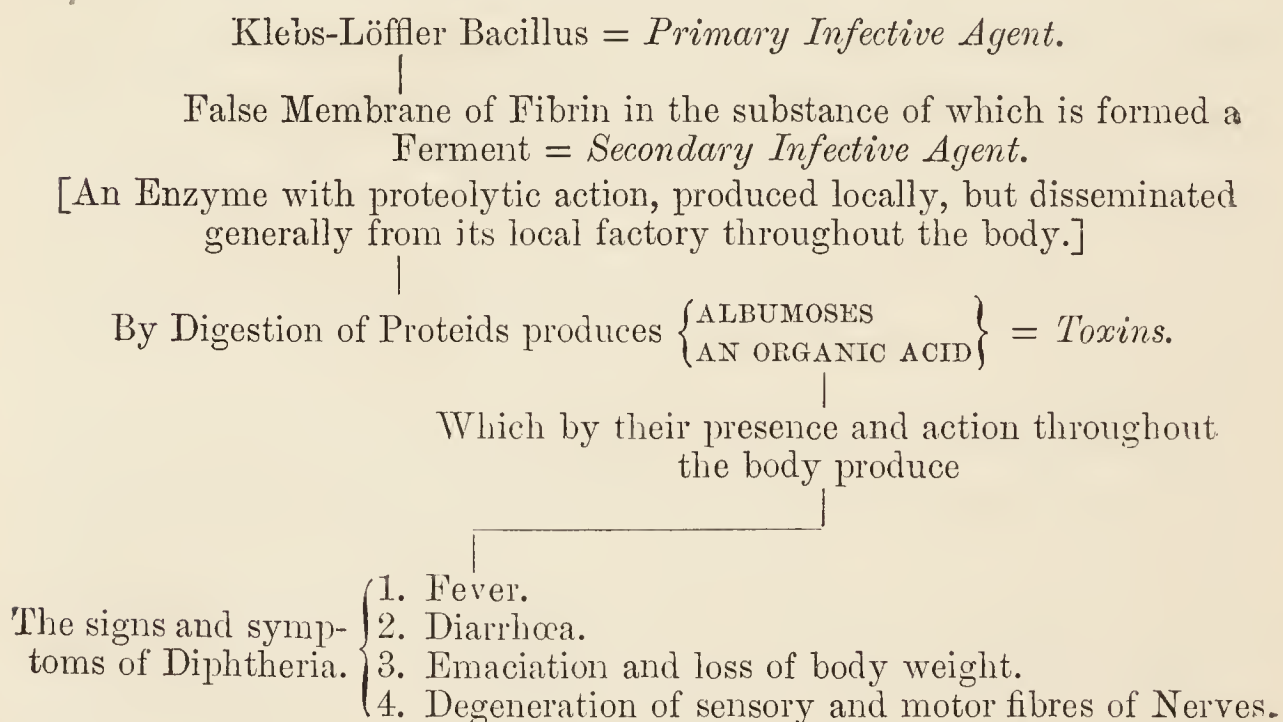 Klebs-Löffler Bacillus = Primary Infective Agent.
False Membrane of Fibrin in the substance of which is formed a
Ferment = Secondary Infective Agent.
[An Enzyme with proteolytic action, produced locally, but disseminated
generally from its local factory throughout the body.]
By Digestion of Proteids produces { ALBUMOSES
AN ORGANIC ACID } = Toxins.
Which by their presence and action throughout
the body produce
The signs and symp-
toms of Diphtheria.
1. Fever.
2. Diarrhœa.
3. Emaciation and loss of body weight.
4. Degeneration of sensory and motor fibres of Nerves.